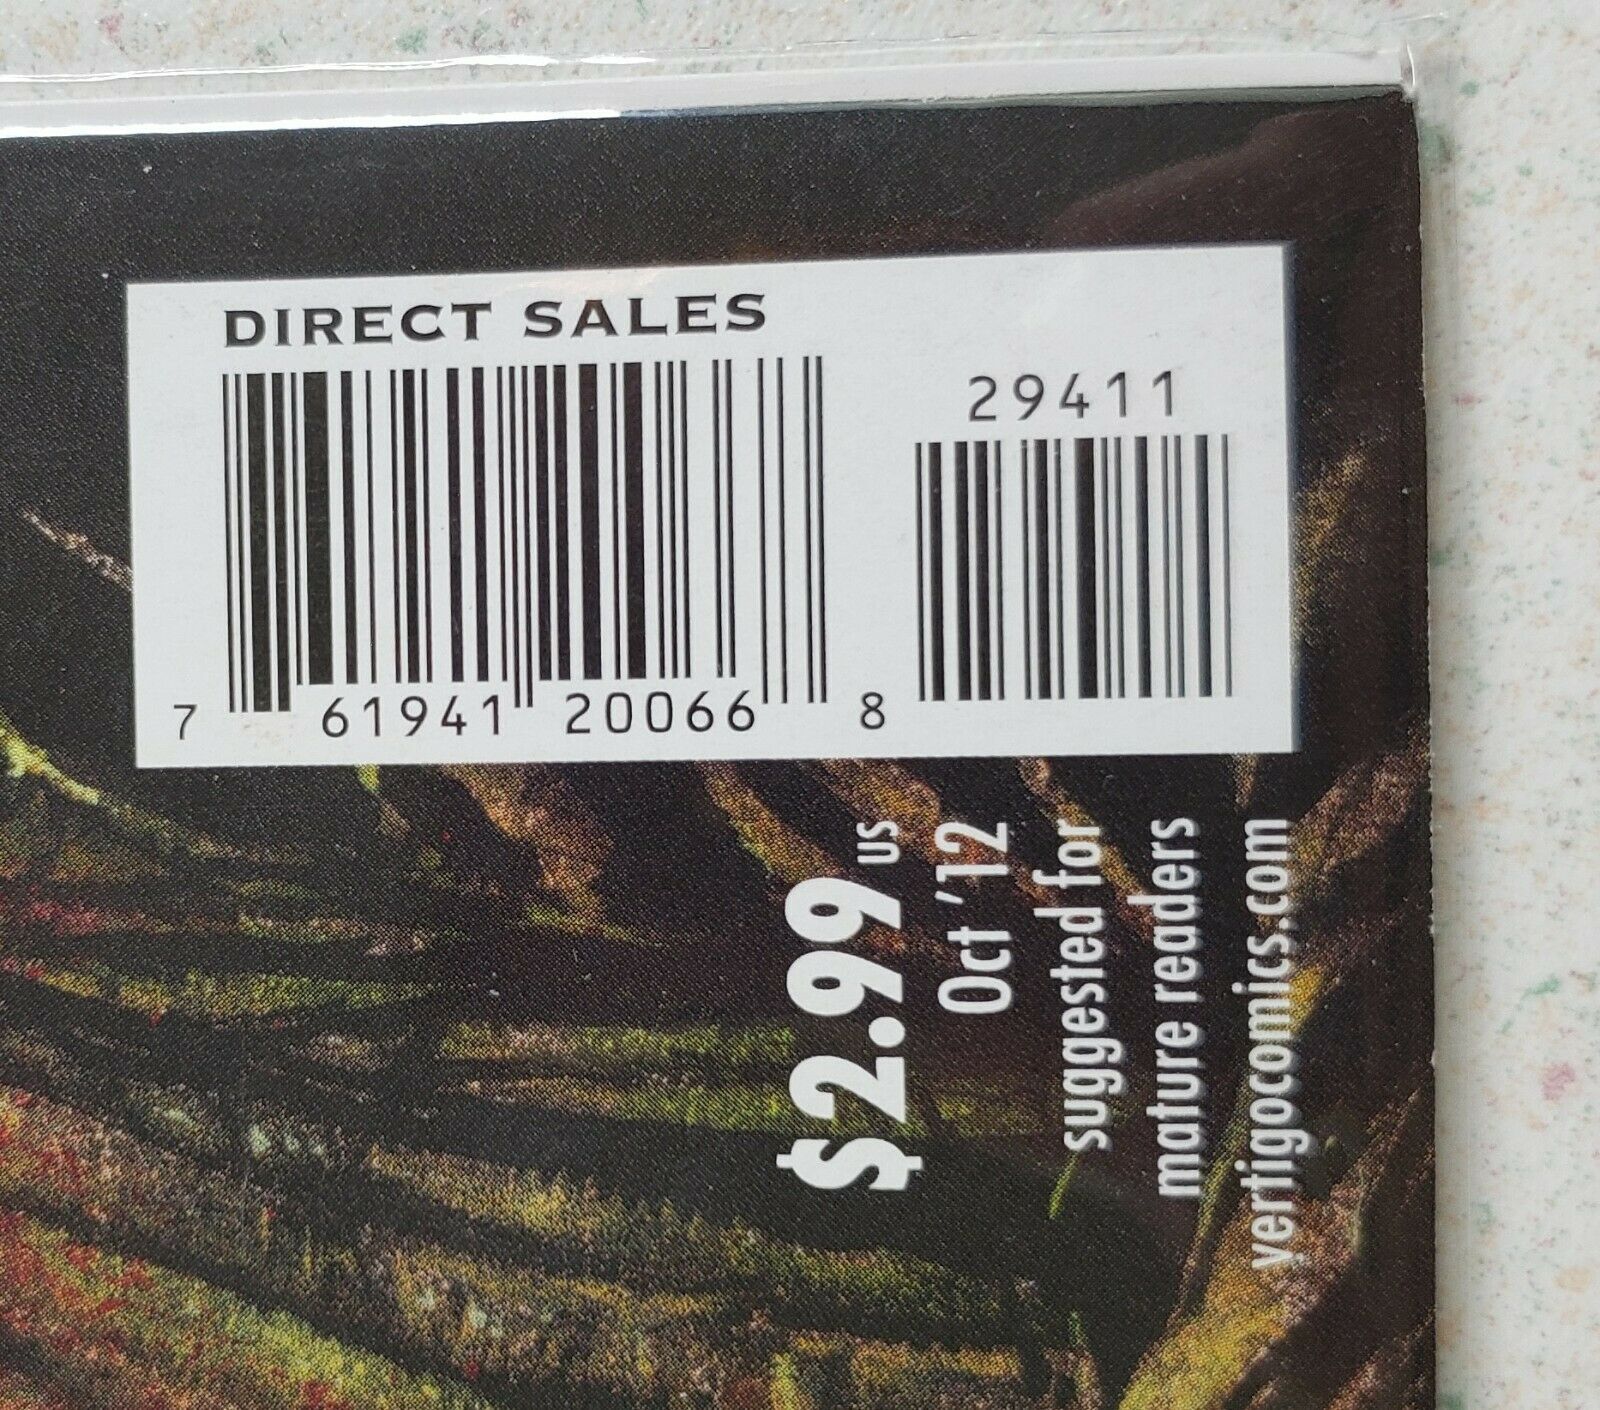 DIRECT SALES
29411
7 61941 20066 8
$2.99 US
Oct '12
suggested for
mature readers
vertigocomics.com